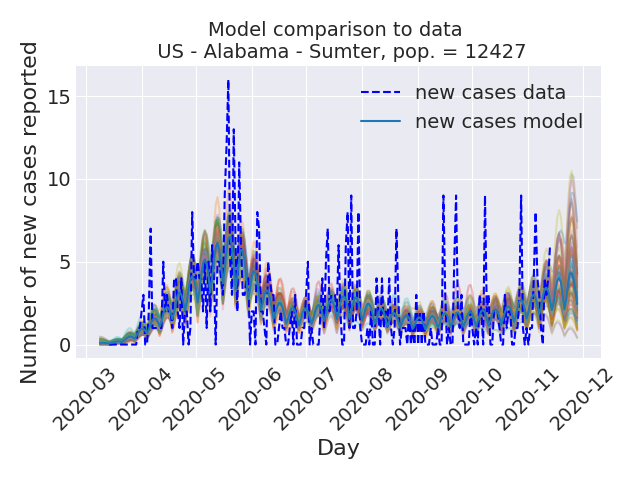 Model comparison to data
US - Alabama - Sumter, pop. = 12427
Number of new cases reported
15
10
5
0
new cases data
new cases model
2020-03
2020-04
2020-05
2020-06
2020-07
2020-08
2020-09
2020-10
2020-11
2020-12
Day